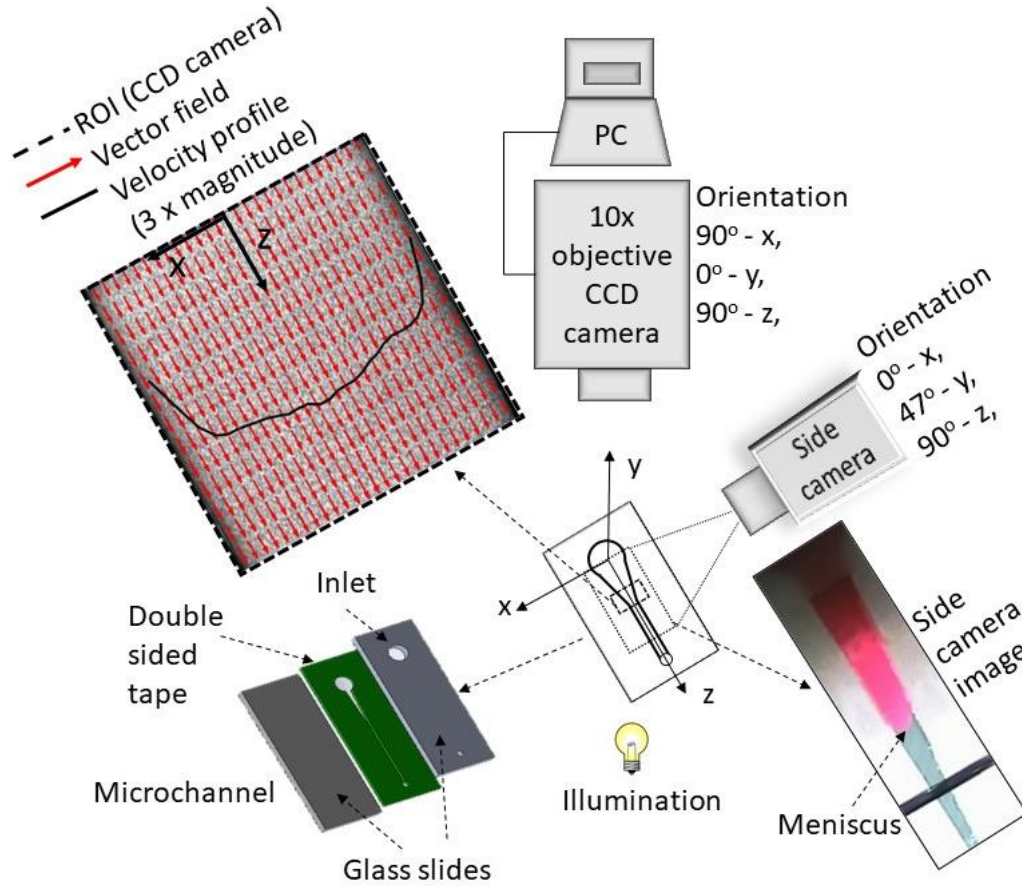 ROI (CCD camera)
Vector field
Velocity profile
(3 x magnitude)
x
z
PC
10x
objective
CCD
camera
Orientation
90° - x,
0° - y,
90° - z,
Orientation
0° - x,
47° - y,
90° - z,
Side
camera
y
x
z
Inlet
Double
sided
tape
Microchannel
Glass slides
Illumination
Side
camera
image
Meniscus